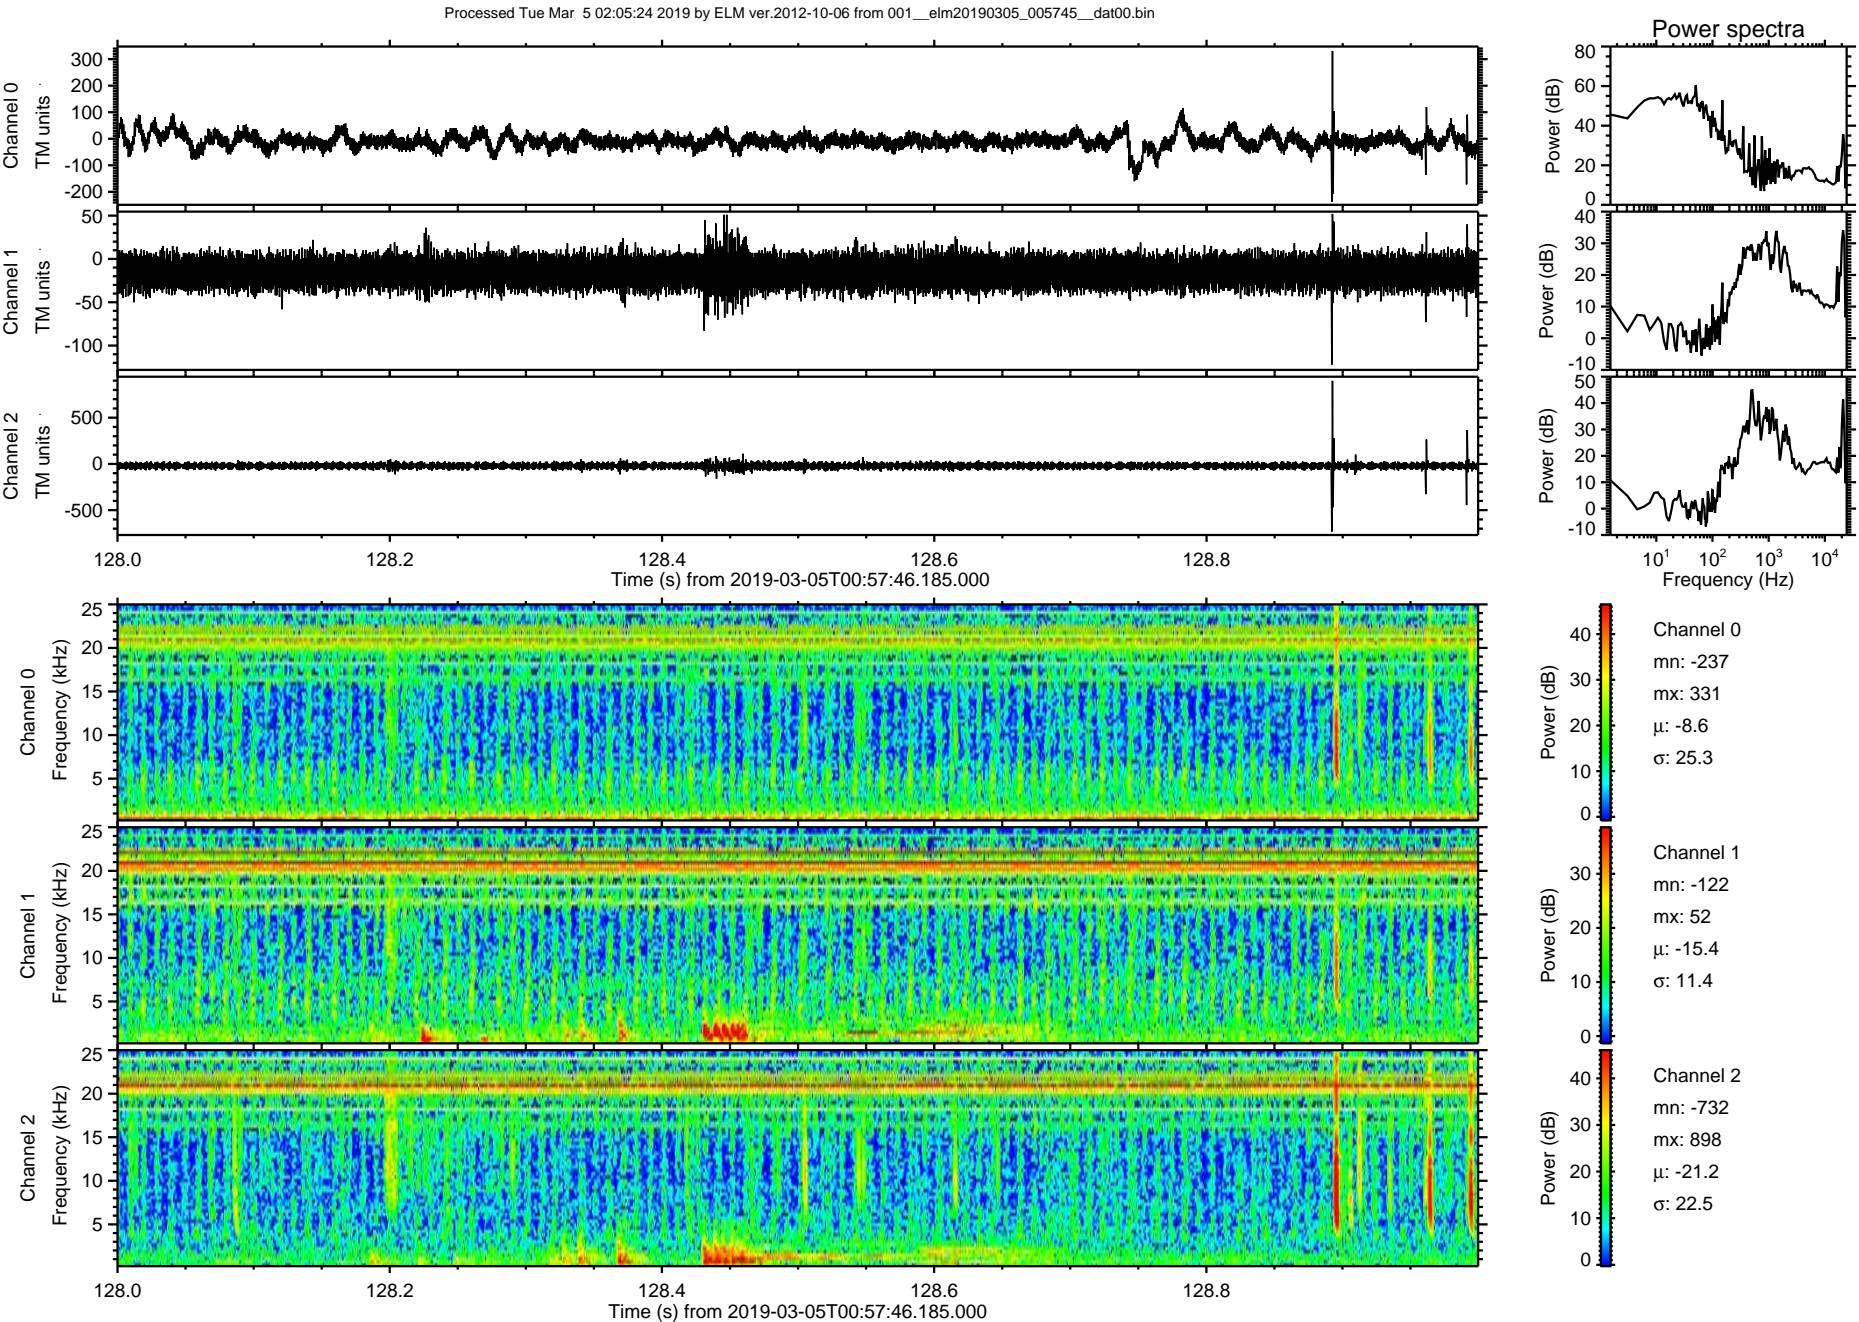 Processed Tue Mar  5 02:05:24 2019 by ELM ver.2012-10-06 from 001__elm20190305_005745__dat00.bin
Power spectra
Channel 0
TM units
300
200
100
0
-100
-200
Power (dB)
80
60
40
20
0
Channel 1
TM units
50
0
-50
-100
Power (dB)
40
30
20
10
0
-10
Channel 2
TM units
500
0
-500
Power (dB)
50
40
30
20
10
0
-10
128.0 128.2 128.4 128.6 128.8
Time (s) from 2019-03-05T00:57:46.185.000
10¹ 10² 10³ 10⁴
Frequency (Hz)
Channel 0
Frequency (kHz)
25
20
15
10
5
Power (dB)
40
30
20
10
0
Channel 0
mn: -237
mx: 331
μ: -8.6
σ: 25.3
Channel 1
Frequency (kHz)
25
20
15
10
5
Power (dB)
30
20
10
0
Channel 1
mn: -122
mx: 52
μ: -15.4
σ: 11.4
Channel 2
Frequency (kHz)
25
20
15
10
5
Power (dB)
40
30
20
10
0
Channel 2
mn: -732
mx: 898
μ: -21.2
σ: 22.5
128.0 128.2 128.4 128.6 128.8
Time (s) from 2019-03-05T00:57:46.185.000